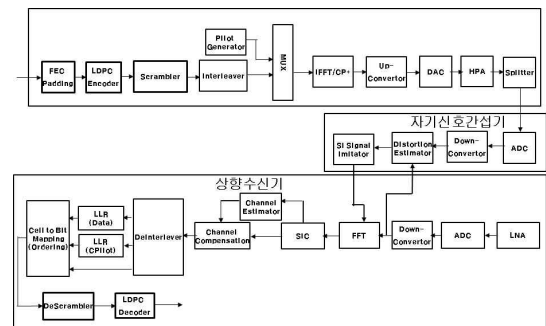 Pilot
Generator
MUX
FEC
Padding
LDPC
Encoder
Scrambler
Interleaver
IFFT/CP+
Up-
Convertor
DAC
HPA
Splitter
자기신호간섭기
SI Signal
Imitator
Distortion
Estimator
Down-
Convertor
ADC
상향수신기
Cell to Bit
Mapping
(Ordering)
LLR
(Data)
LLR
(CPilot)
DeInterlever
Channel
Estimator
Channel
Compensation
SIC
FFT
Down-
Convertor
ADC
LNA
DeScrambler
LDPC
Decoder